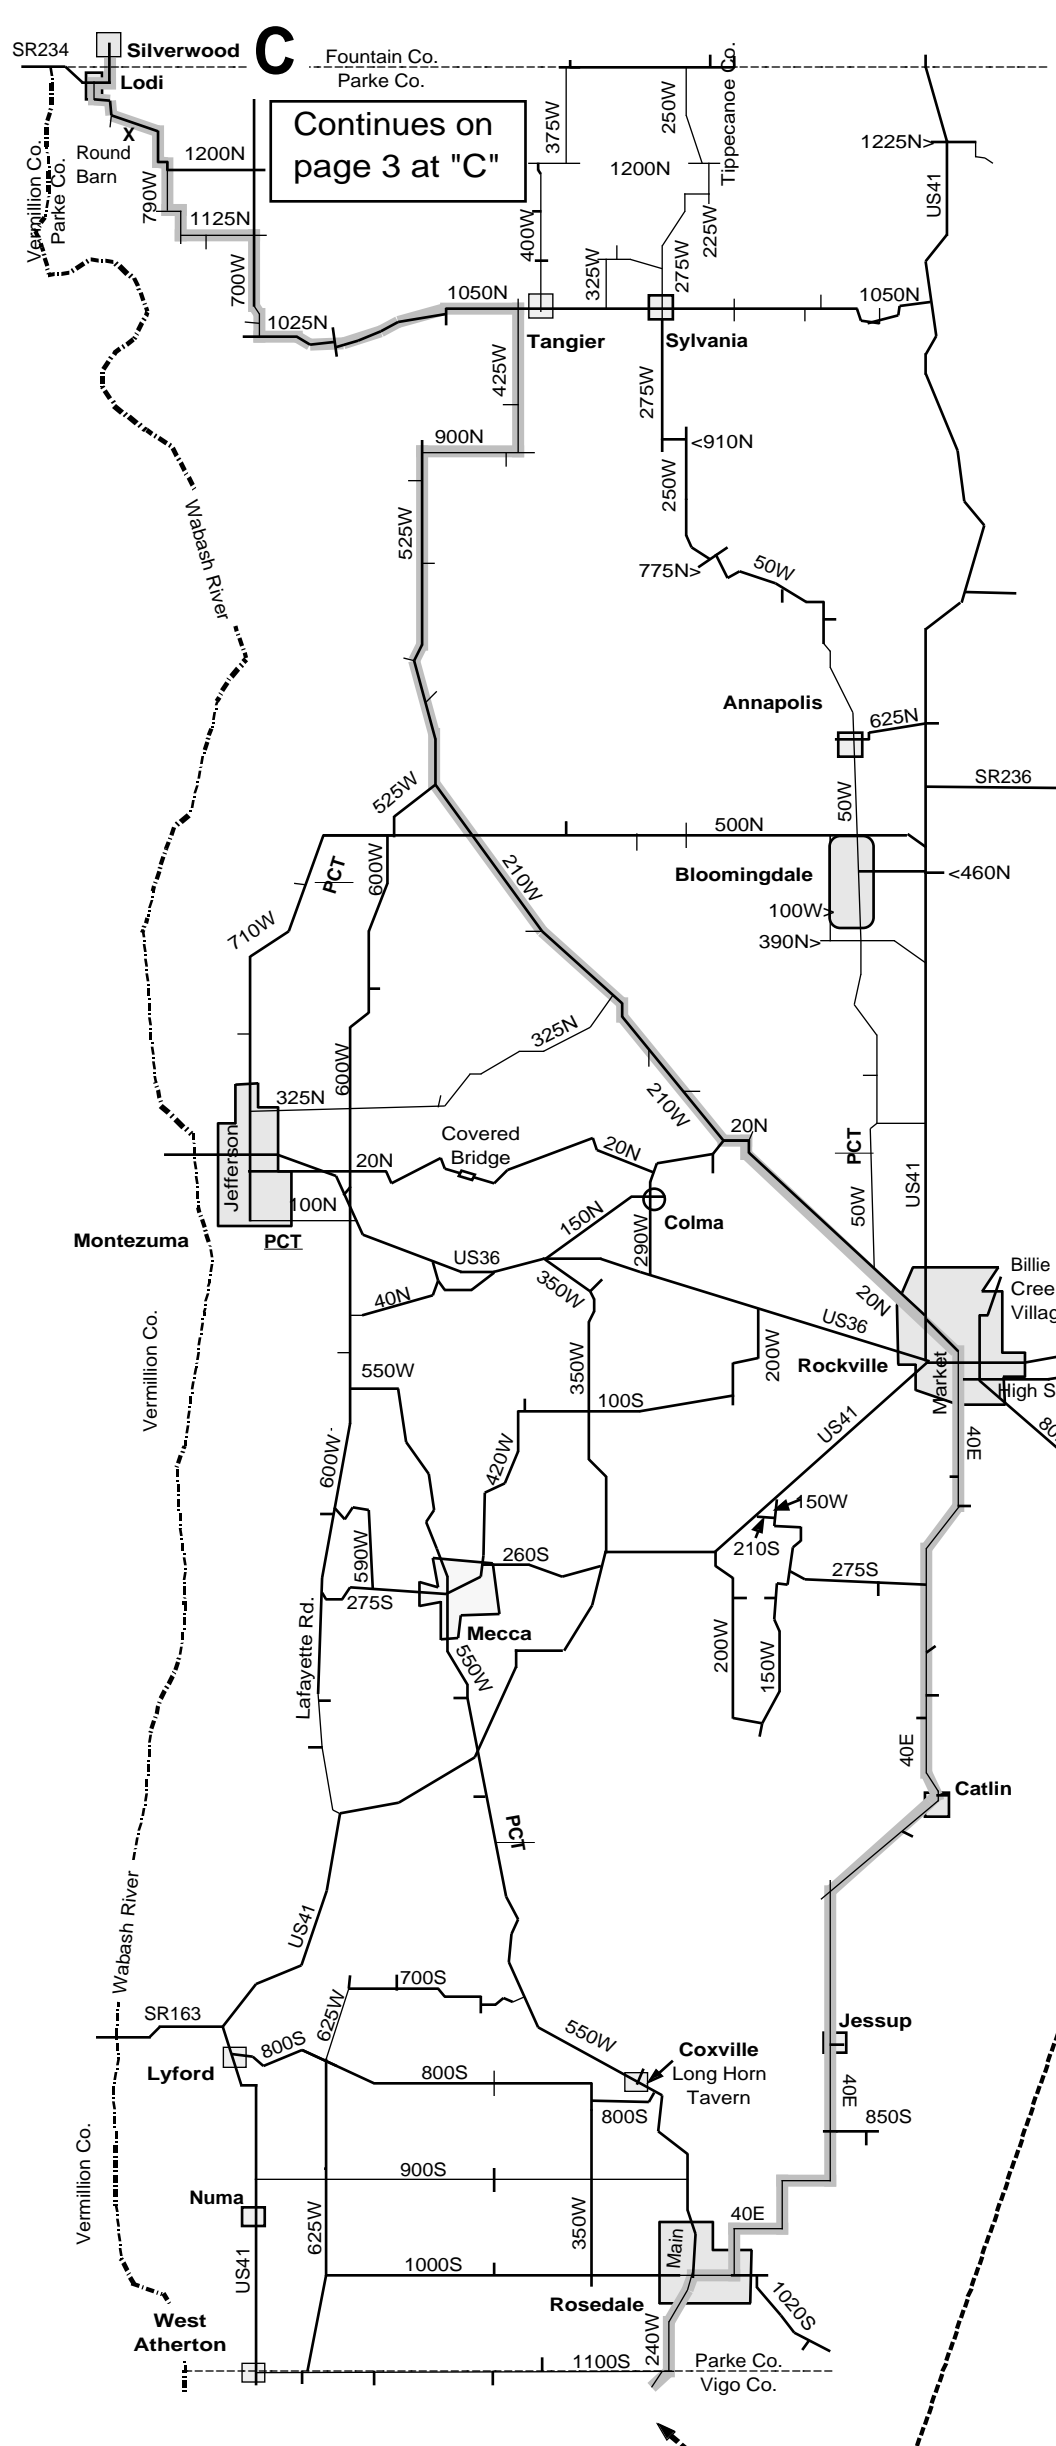 SR234
Silverwood
C
Fountain Co.
Parke Co.
Lodi
Tippecanoe Co.
Continues on
page 3 at "C"
375W
250W
X
Round
Barn
1200N
1200N
1225N>
US41
Vermillion Co.
Parke Co.
790W
1125N
400W
225W
700W
325W
275W
1050N
1050N
1025N
Tangier
Sylvania
425W
275W
900N
<910N
250W
525W
Wabash River
775N>
50W
Annapolis
625N
SR236
525W
50W
500N
PCT
600W
210W
Bloomingdale
<460N
100W>
710W
390N>
325N
600W
325N
210W
Covered
Bridge
20N
20N
20N
Jefferson
PCT
US41
100N
150N
50W
Colma
Montezuma
PCT
290W
US36
350W
Billie
Cree
Villag
40N
20N
US36
Vermillion Co.
200W
Rockville
Market
550W
350W
100S
High S
US41
40E
80
420W
600W
150W
210S
590W
260S
275S
275S
Lafayette Rd.
Mecca
200W
150W
550W
40E
Catlin
PCT
US41
Wabash River
700S
SR163
625W
550W
Jessup
Lyford
800S
Coxville
Long Horn
Tavern
800S
40E
800S
850S
Vermillion Co.
900S
Numa
625W
350W
40E
Main
US41
1000S
Rosedale
1020S
West
Atherton
240W
1100S
Parke Co.
Vigo Co.